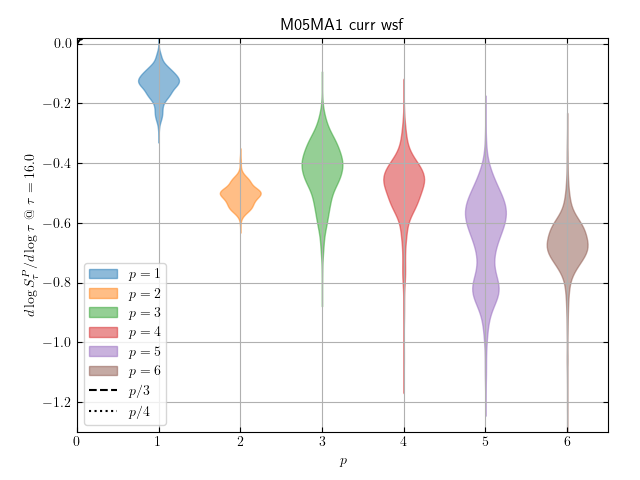 M05MA1 curr wsf
0.0
−0.2
−0.4
−0.6
−0.8
−1.0
−1.2
d log S_τ^P / d log τ @ τ = 16.0
p = 1
p = 2
p = 3
p = 4
p = 5
p = 6
p/3
p/4
0 1 2 3 4 5 6
p